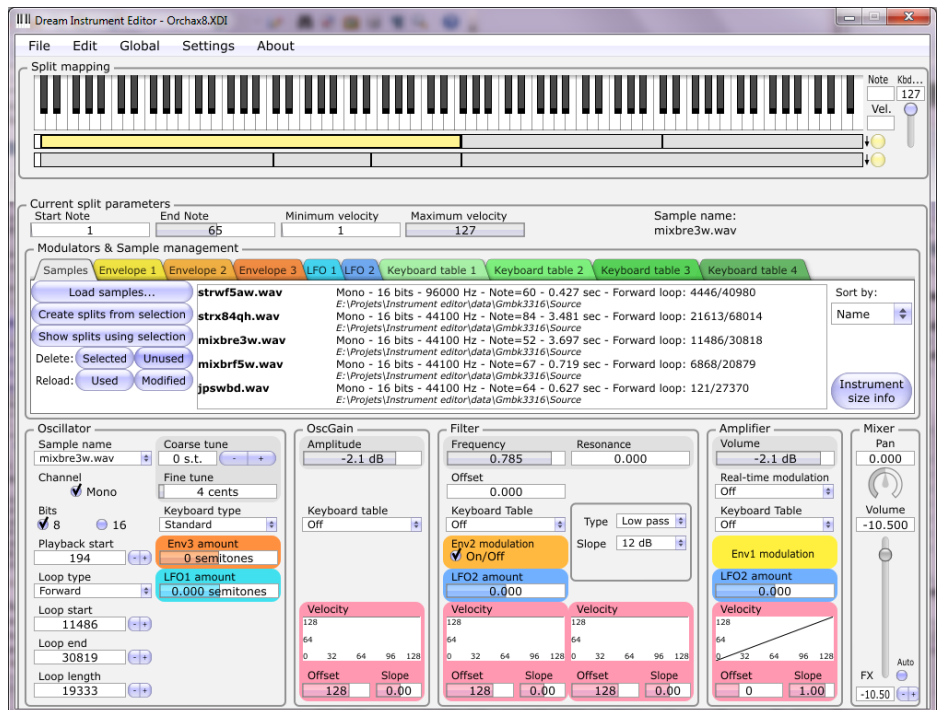 Dream Instrument Editor - Orchax8.XDI
File Edit Global Settings About
Split mapping
Note Kbd...
127
Vel.
Current split parameters
Start Note End Note Minimum velocity Maximum velocity Sample name:
1 65 1 127 mixbre3w.wav
Modulators & Sample management
Samples Envelope 1 Envelope 2 Envelope 3 LFO 1 LFO 2 Keyboard table 1 Keyboard table 2 Keyboard table 3 Keyboard table 4
Load samples...
Create splits from selection
Show splits using selection
Delete: Selected Unused
Reload: Used Modified
strwf5aw.wav Mono - 16 bits - 96000 Hz - Note=60 - 0.427 sec - Forward loop: 4446/40980
E:\Projets\Instrument editor\data\Gmbk3316\Source
strx84qh.wav Mono - 16 bits - 44100 Hz - Note=84 - 3.481 sec - Forward loop: 21613/68014
E:\Projets\Instrument editor\data\Gmbk3316\Source
mixbre3w.wav Mono - 16 bits - 44100 Hz - Note=52 - 3.697 sec - Forward loop: 11486/30818
E:\Projets\Instrument editor\data\Gmbk3316\Source
mixbrf5w.wav Mono - 16 bits - 44100 Hz - Note=67 - 0.719 sec - Forward loop: 6868/20879
E:\Projets\Instrument editor\data\Gmbk3316\Source
jpswbd.wav Mono - 16 bits - 44100 Hz - Note=64 - 0.627 sec - Forward loop: 121/27370
E:\Projets\Instrument editor\data\Gmbk3316\Source
Sort by:
Name
Instrument
size info
Oscillator
Sample name Coarse tune
mixbre3w.wav 0 s.t. - +
Channel Fine tune
Mono 4 cents
Bits Keyboard type
8 16 Standard
Playback start Env3 amount
194 - + 0 semitones
Loop type LFO1 amount
Forward 0.000 semitones
Loop start
11486 - +
Loop end
30819 - +
Loop length
19333 - +
OscGain
Amplitude
-2.1 dB
Keyboard table
Off
Velocity
128
64
0 32 64 96 128
Offset Slope
128 0.00
Filter
Frequency Resonance
0.785 0.000
Offset
0.000
Keyboard Table
Off
Type Low pass
Slope 12 dB
Env2 modulation
On/Off
LFO2 amount
0.000
Velocity Velocity
128 128
64 64
0 32 64 96 128 0 32 64 96 128
Offset Slope Offset Slope
128 0.00 128 0.00
Amplifier
Volume
-2.1 dB
Real-time modulation
Off
Keyboard Table
Off
Env1 modulation
LFO2 amount
0.000
Velocity
128
64
0 32 64 96 128
Offset Slope
0 1.00
Mixer
Pan
0.000
Volume
-10.500
Auto
FX
-10.50 - +